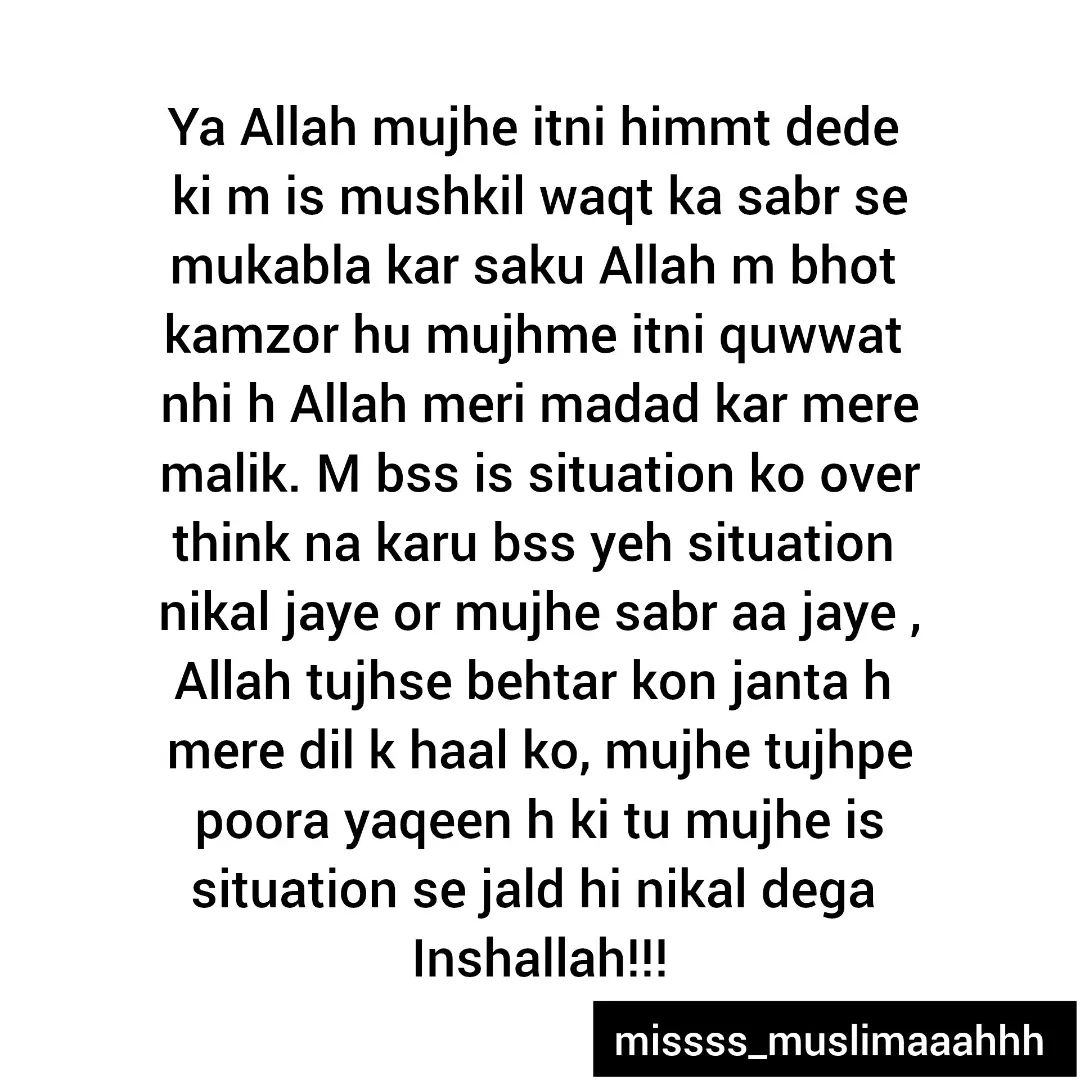 Ya Allah mujhe itni himmt dede
ki m is mushkil waqt ka sabr se
mukabla kar saku Allah m bhot
kamzor hu mujhme itni quwwat
nhi h Allah meri madad kar mere
malik. M bss is situation ko over
think na karu bss yeh situation
nikal jaye or mujhe sabr aa jaye ,
Allah tujhse behtar kon janta h
mere dil k haal ko, mujhe tujhpe
poora yaqeen h ki tu mujhe is
situation se jald hi nikal dega
Inshallah!!!
missss_muslimaaahhh